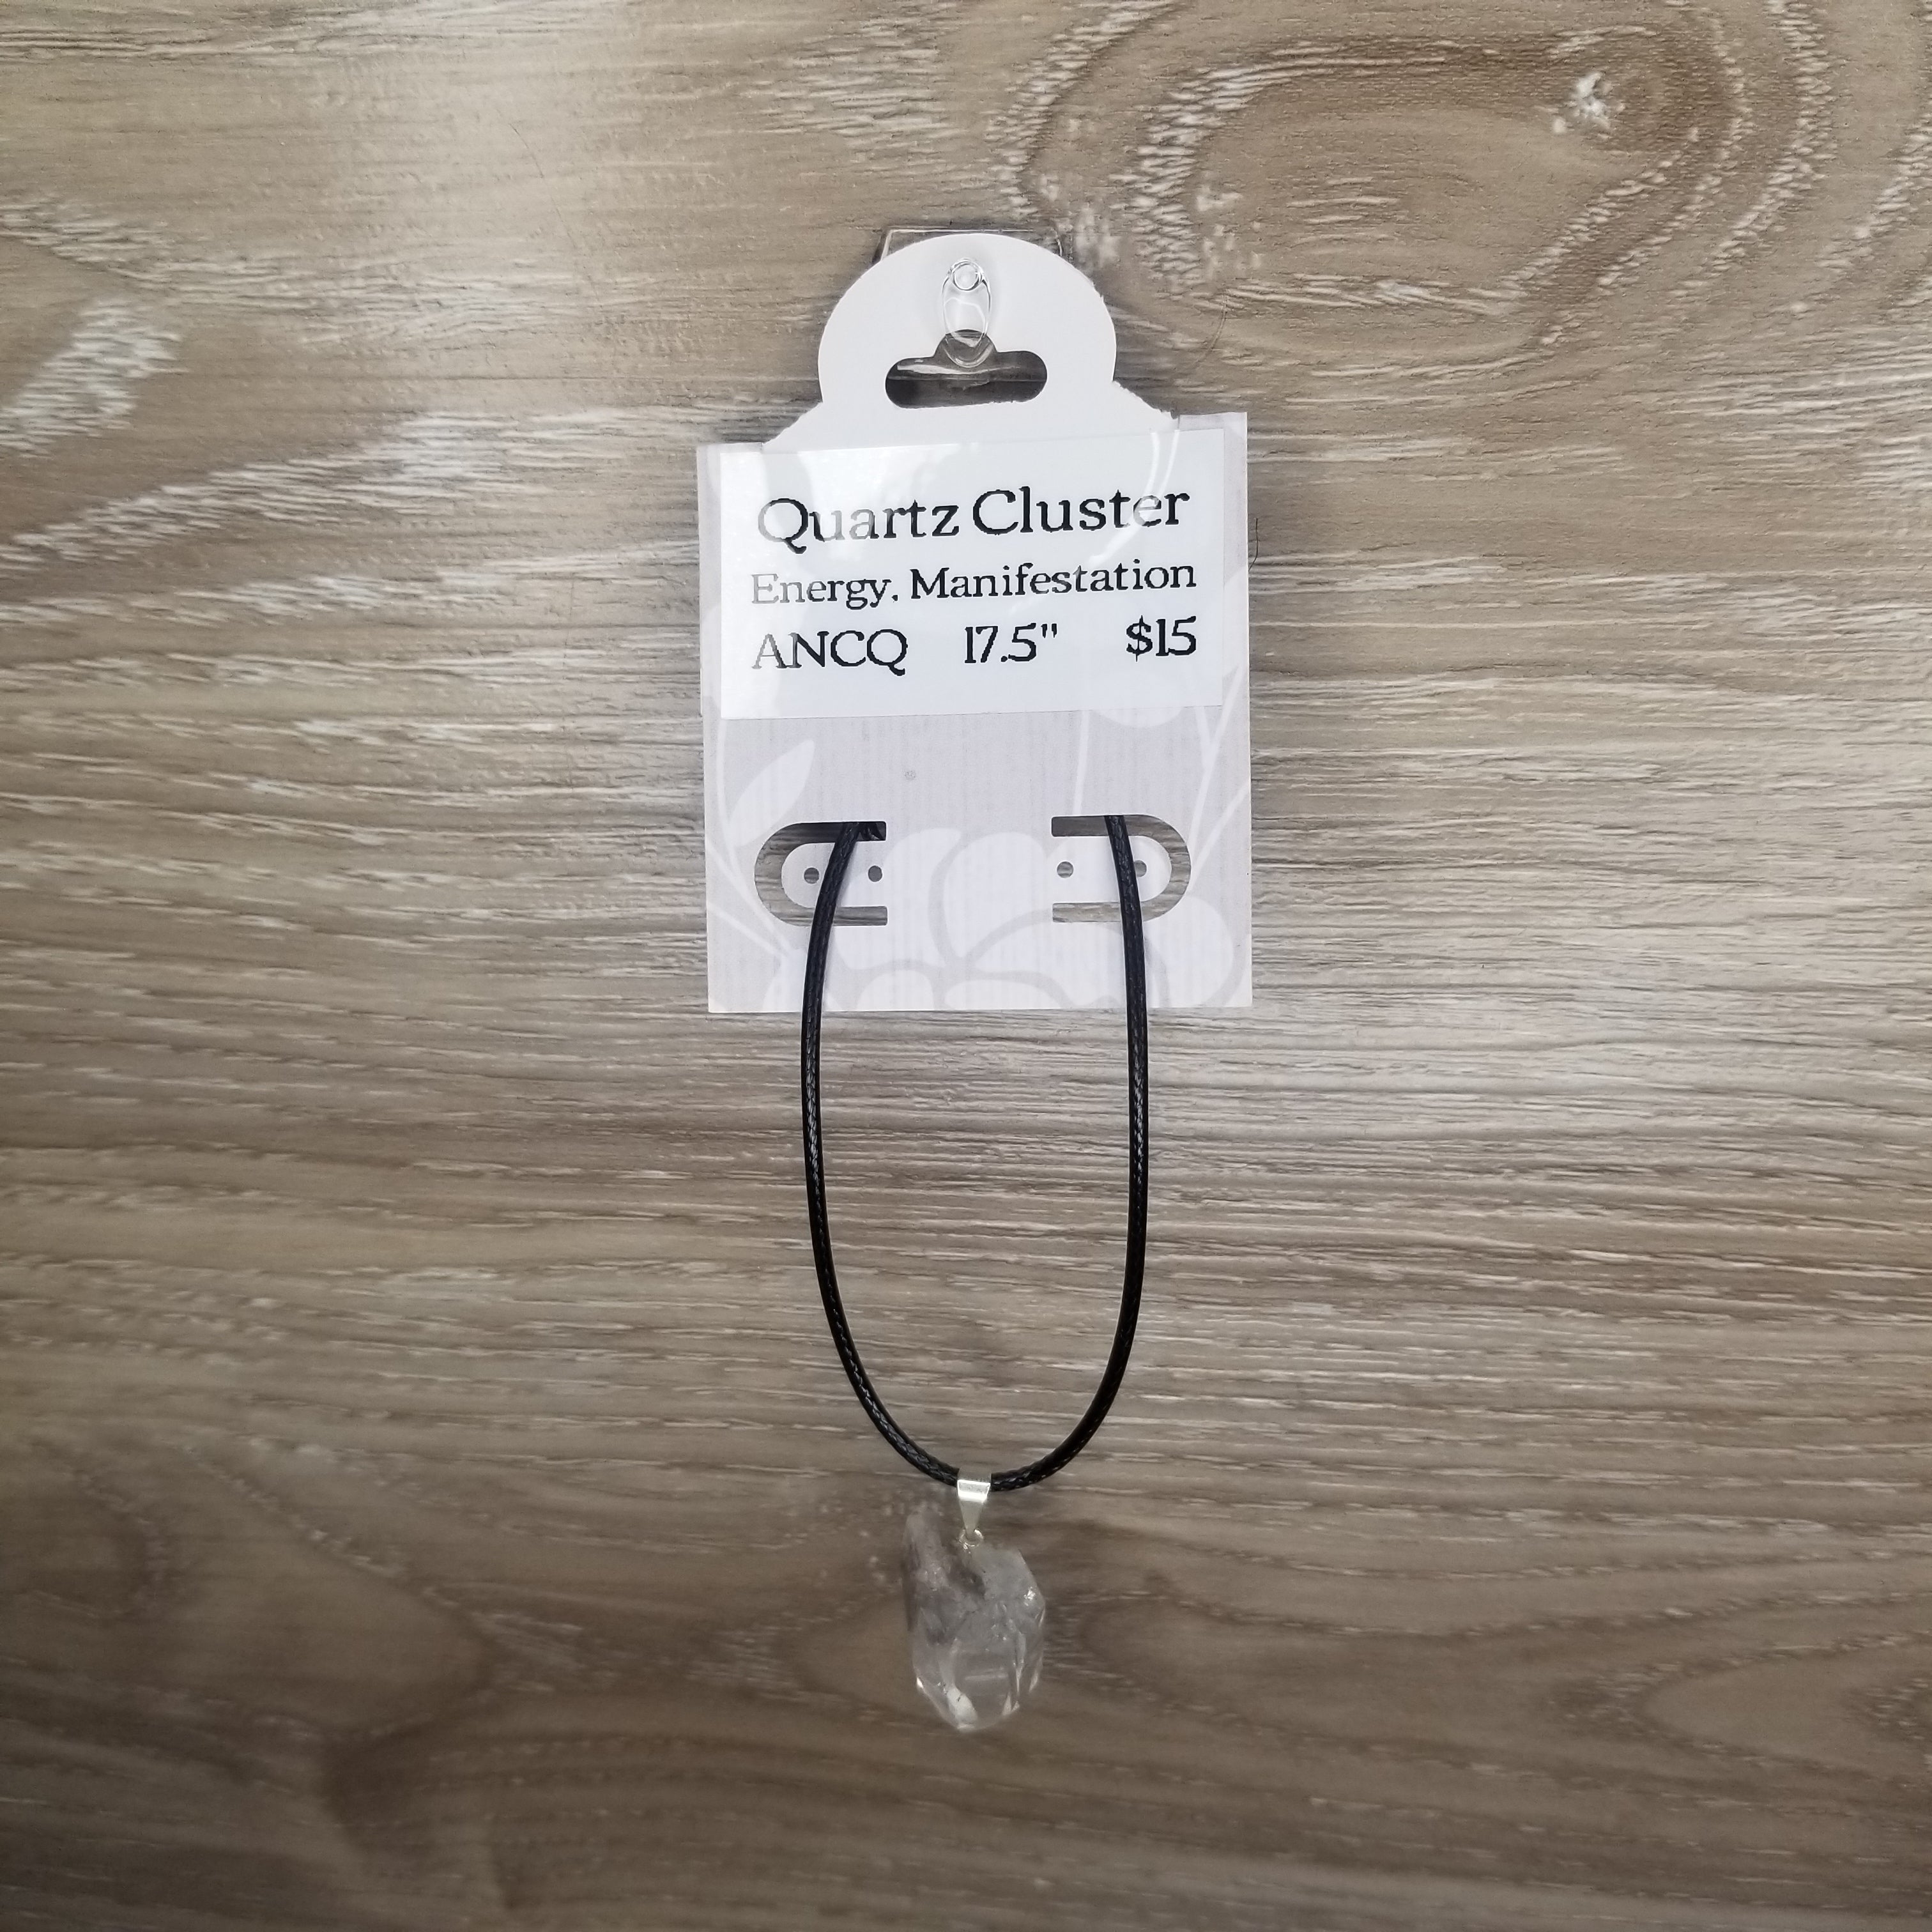 Quartz Cluster
Energy, Manifestation
ANCQ 17.5" $15